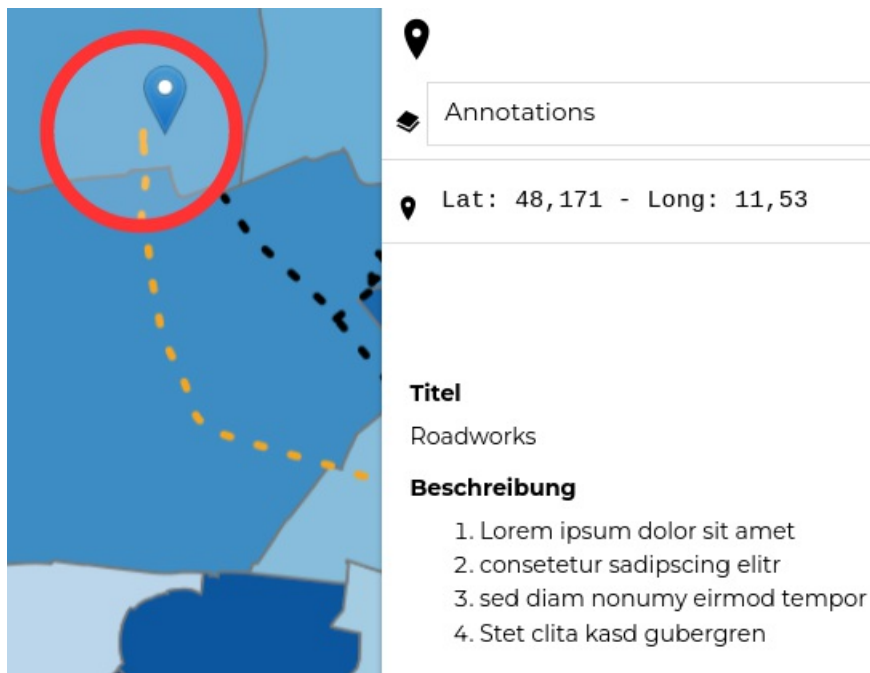 Annotations
Lat: 48,171 - Long: 11,53
Titel
Roadworks
Beschreibung
1. Lorem ipsum dolor sit amet
2. consetetur sadipscing elitr
3. sed diam nonumy eirmod tempor
4. Stet clita kasd gubergren